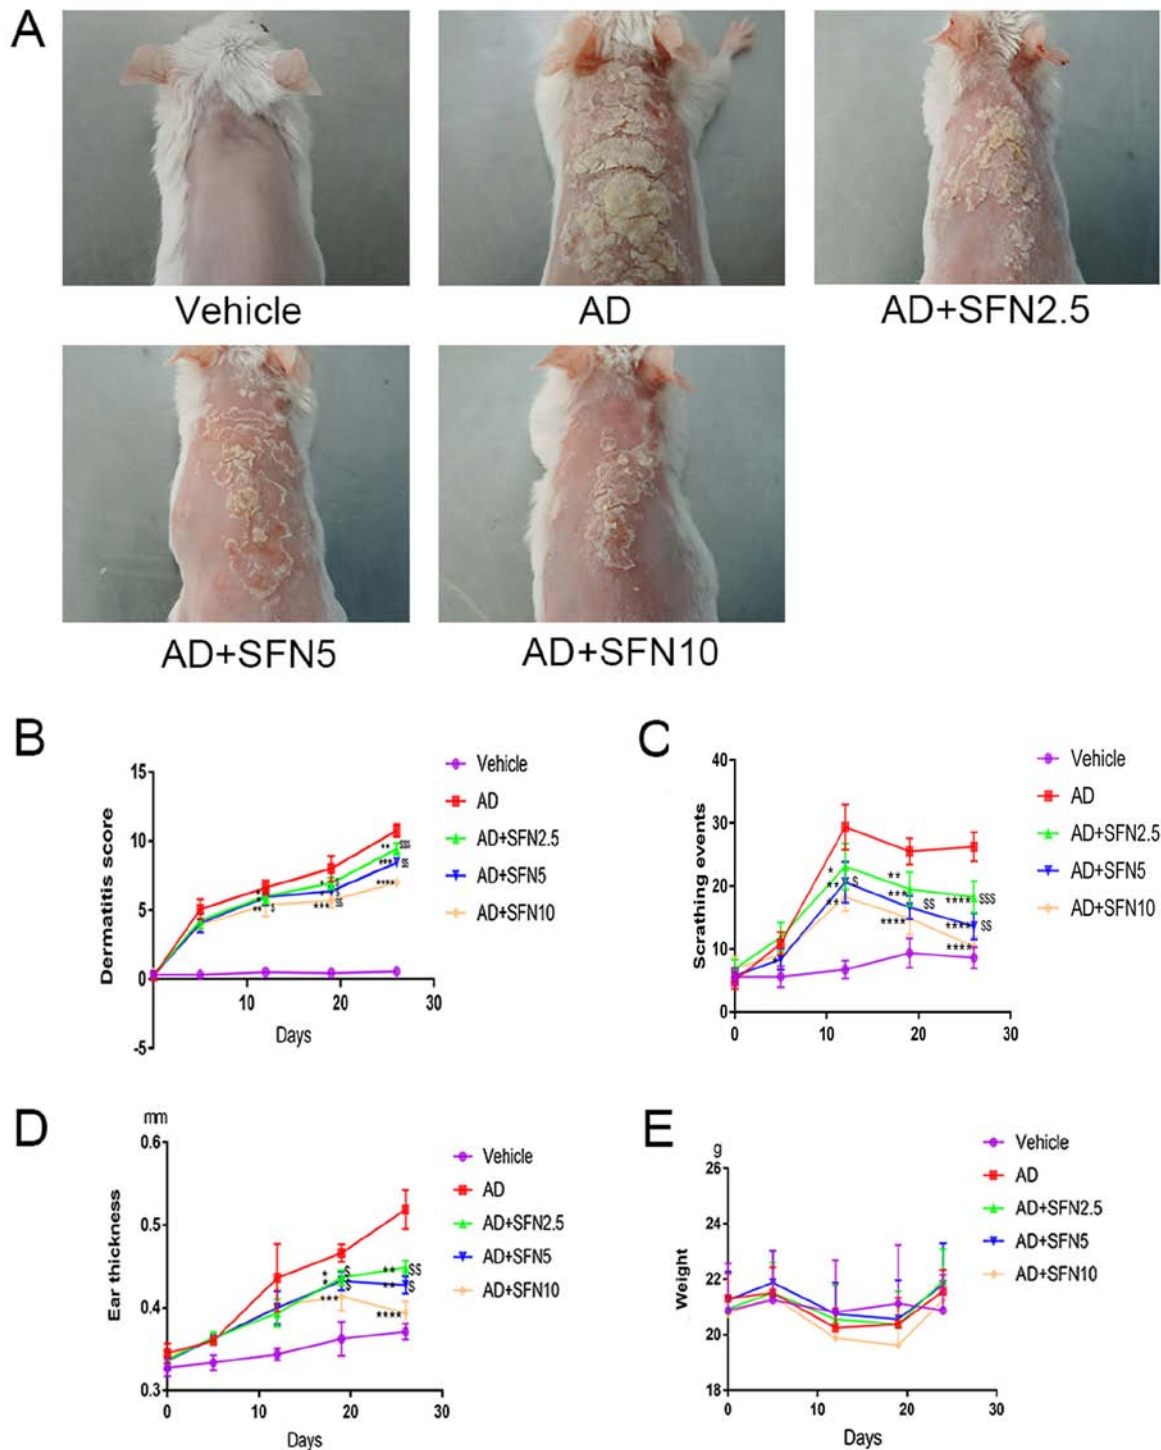 A
Vehicle
AD
AD+SFN2.5
AD+SFN5
AD+SFN10
B
Dermatitis score
15
10
5
0
-5
10
20
30
Days
Vehicle
AD
AD+SFN2.5
AD+SFN5
AD+SFN10
** $$$
*** $$
****
* $
* $
*** $$
** $
C
Scrathing events
40
30
20
10
0
0
10
20
30
Vehicle
AD
AD+SFN2.5
AD+SFN5
AD+SFN10
*
** $
**
**
*** $$
****
**** $$$
**** $$
****
*
D
mm
Ear thickness
0.6
0.5
0.4
0.3
0
10
20
30
Days
Vehicle
AD
AD+SFN2.5
AD+SFN5
AD+SFN10
* $
* $
***
** $$
** $
****
E
g
Weight
26
24
22
20
18
0
10
20
30
Days
Vehicle
AD
AD+SFN2.5
AD+SFN5
AD+SFN10